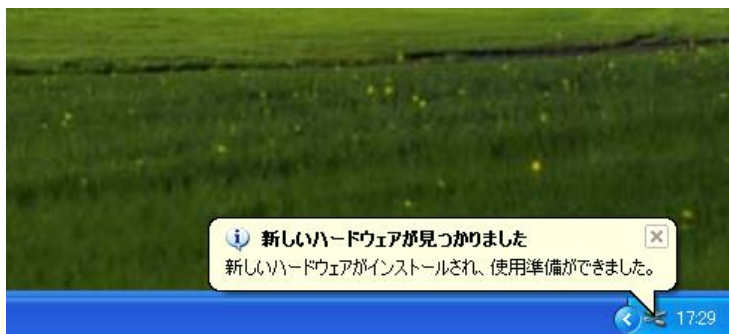 新しいハードウェアが見つかりました
新しいハードウェアがインストールされ、使用準備ができました。
17:29